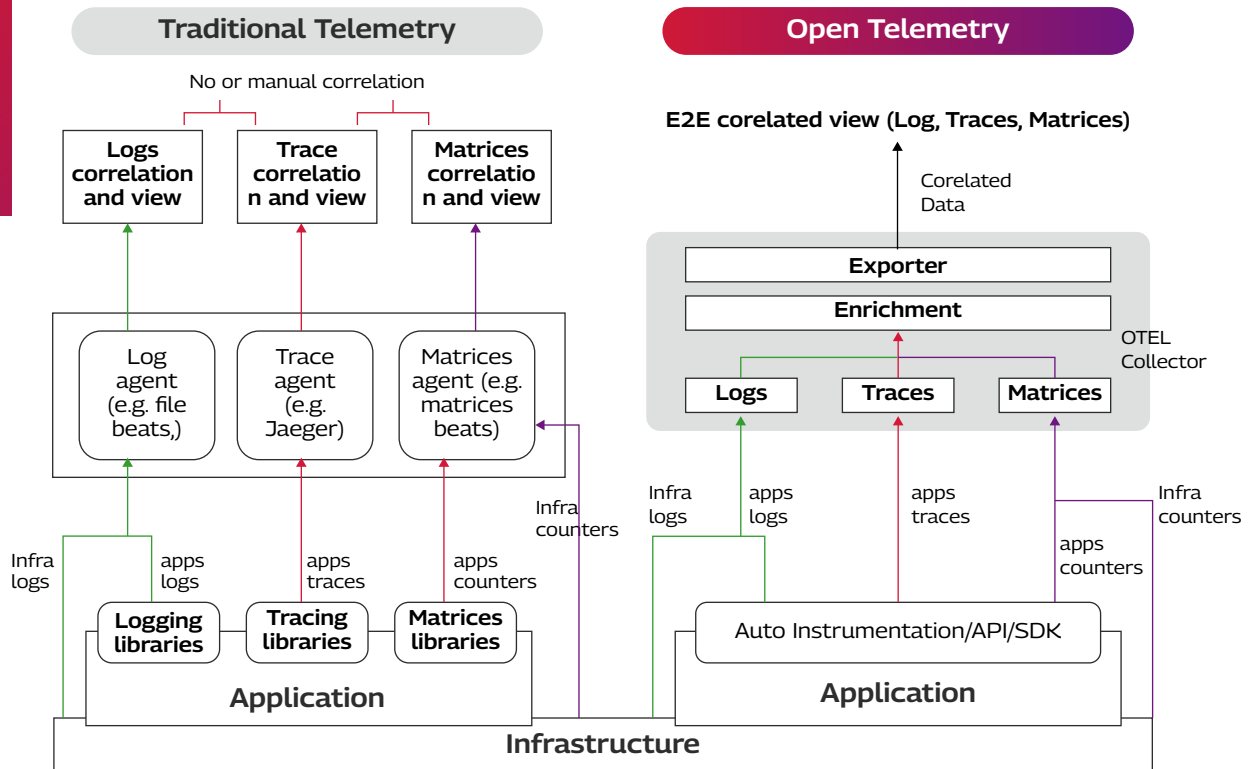 Traditional Telemetry
No or manual correlation
Logs
correlation
and view
Trace
correlatio
n and view
Matrices
correlatio
n and view
Log
agent
(e.g. file
beats,)
Trace
agent
(e.g.
Jaeger)
Matrices
agent (e.g.
matrices
beats)
Infra
counters
Infra
logs
apps
logs
apps
traces
apps
counters
Logging
libraries
Tracing
libraries
Matrices
libraries
Application
Open Telemetry
E2E corelated view (Log, Traces, Matrices)
Corelated
Data
Exporter
Enrichment
OTEL
Collector
Logs
Traces
Matrices
Infra
logs
apps
logs
apps
traces
Infra
counters
apps
counters
Auto Instrumentation/API/SDK
Application
Infrastructure